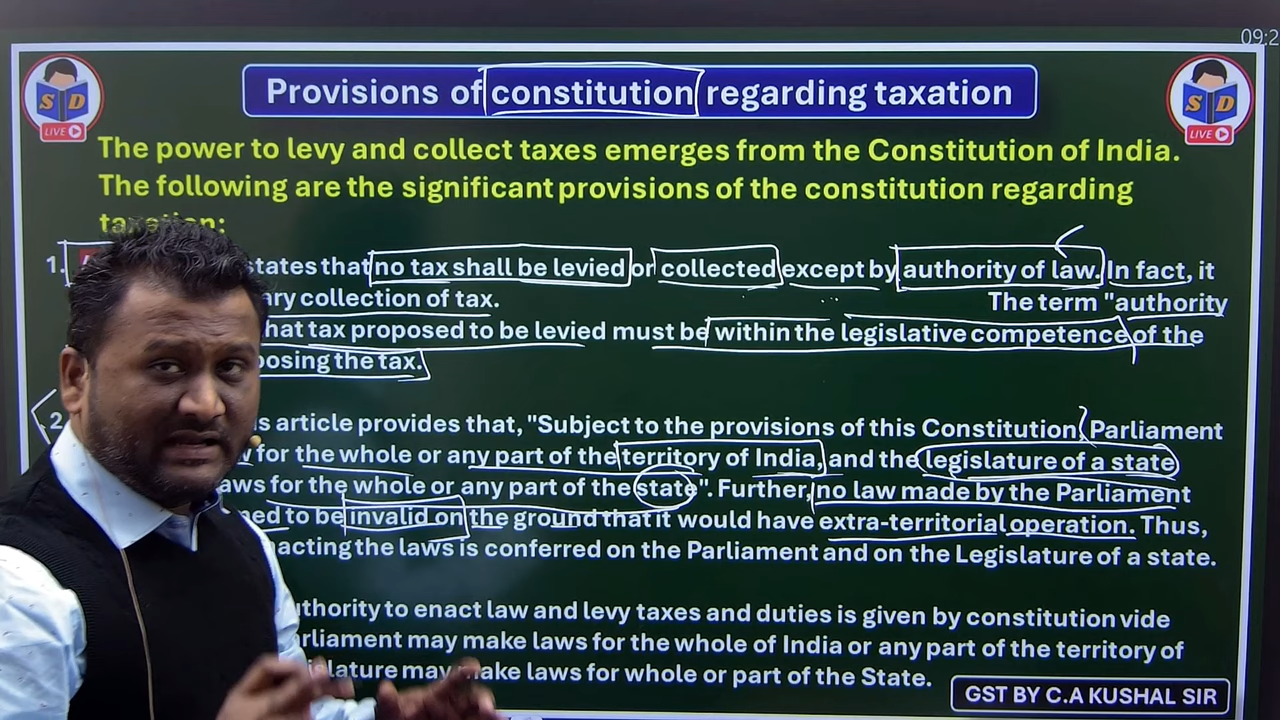 09:2
S D
LIVE
S D
LIVE
Provisions of constitution regarding taxation
The power to levy and collect taxes emerges from the Constitution of India.
The following are the significant provisions of the constitution regarding
taxation:
1. states that no tax shall be levied or collected except by authority of law. In fact, it
collection of tax. The term "authority
that tax proposed to be levied must be within the legislative competence of the
the tax.
2. article provides that, "Subject to the provisions of this Constitution, Parliament
for the whole or any part of the territory of India, and the legislature of a state
laws for the whole or any part of the state". Further, no law made by the Parliament
to be invalid on the ground that it would have extra-territorial operation. Thus,
the laws is conferred on the Parliament and on the Legislature of a state.
authority to enact law and levy taxes and duties is given by constitution vide
Parliament may make laws for the whole of India or any part of the territory of
may make laws for whole or part of the State.
GST BY C.A KUSHAL SIR